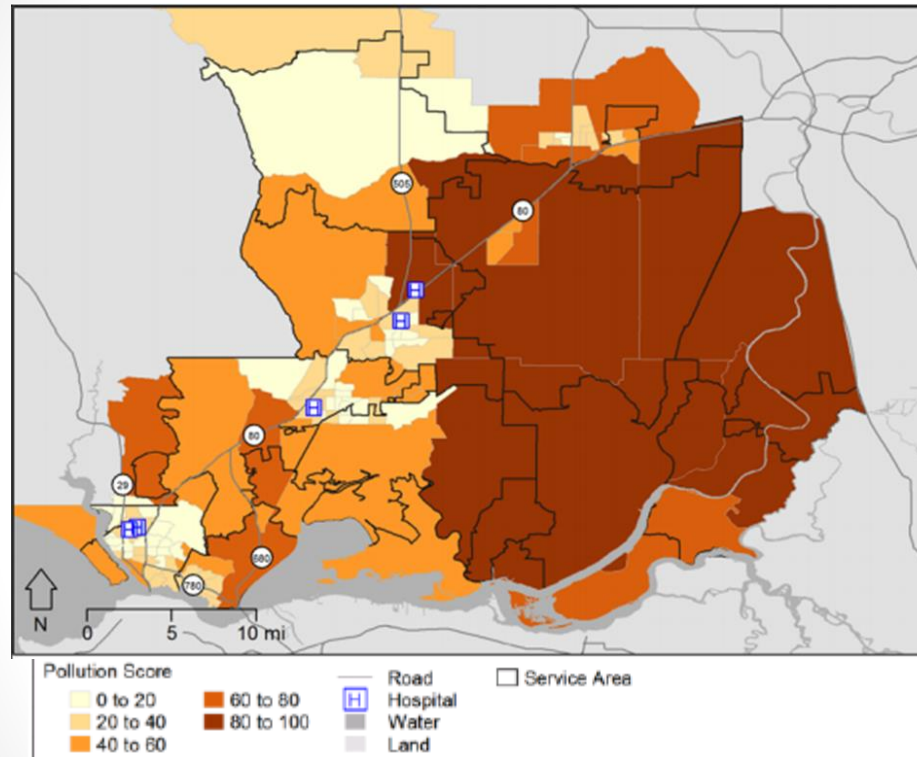 505
80
H
H
H
80
29
H H
680
780
N
0 5 10 mi
Pollution Score
0 to 20
20 to 40
40 to 60
60 to 80
80 to 100
Road
H Hospital
Water
Land
Service Area